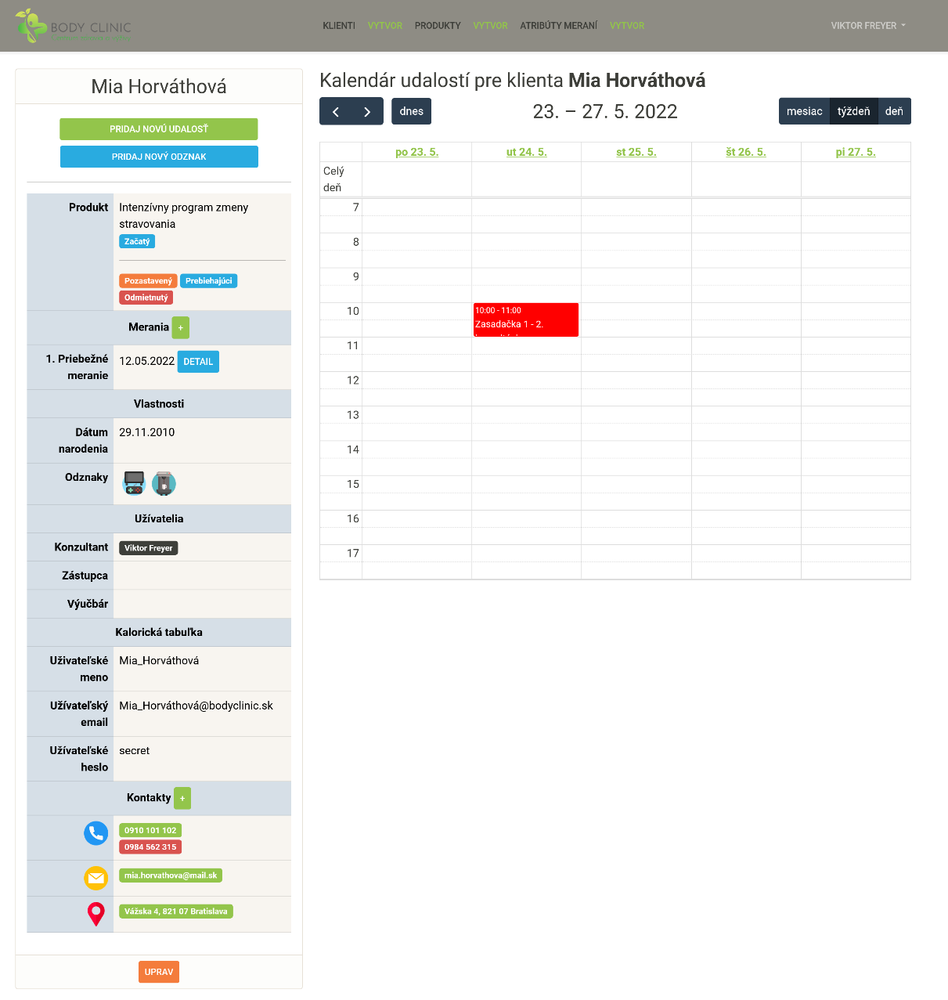 BODY CLINIC
KLIENTI VYTVOR PRODUKTY VYTVOR ATRIBÚTY MERANÍ VYTVOR
VIKTOR FREYER
Mia Horváthová
PRIDAJ NOVÚ UDALOSŤ
PRIDAJ NOVÝ ODZNAK
Produkt
Intenzívny program zmeny
stravovania
Začatý
Pozastavený Prebiehajúci
Odmietnutý
Merania +
1. Priebežné
meranie
12.05.2022 DETAIL
Vlastnosti
Dátum
narodenia
29.11.2010
Odznaky
Užívatelia
Konzultant
Viktor Freyer
Zástupca
Výučbár
Kalorická tabuľka
Uživateľské
meno
Mia_Horváthová
Užívateľský
email
Mia_Horváthová@bodyclinic.sk
Užívateľské
heslo
secret
Kontakty +
0910 101 102
0984 562 315
mia.horvathova@mail.sk
Vážska 4, 821 07 Bratislava
UPRAV
Kalendár udalostí pre klienta Mia Horváthová
dnes
23. – 27. 5. 2022
mesiac týždeň deň
po 23. 5. ut 24. 5. st 25. 5. št 26. 5. pi 27. 5.
Celý
deň
7
8
9
10
10:00 - 11:00
Zasadačka 1 - 2.
11
12
13
14
15
16
17